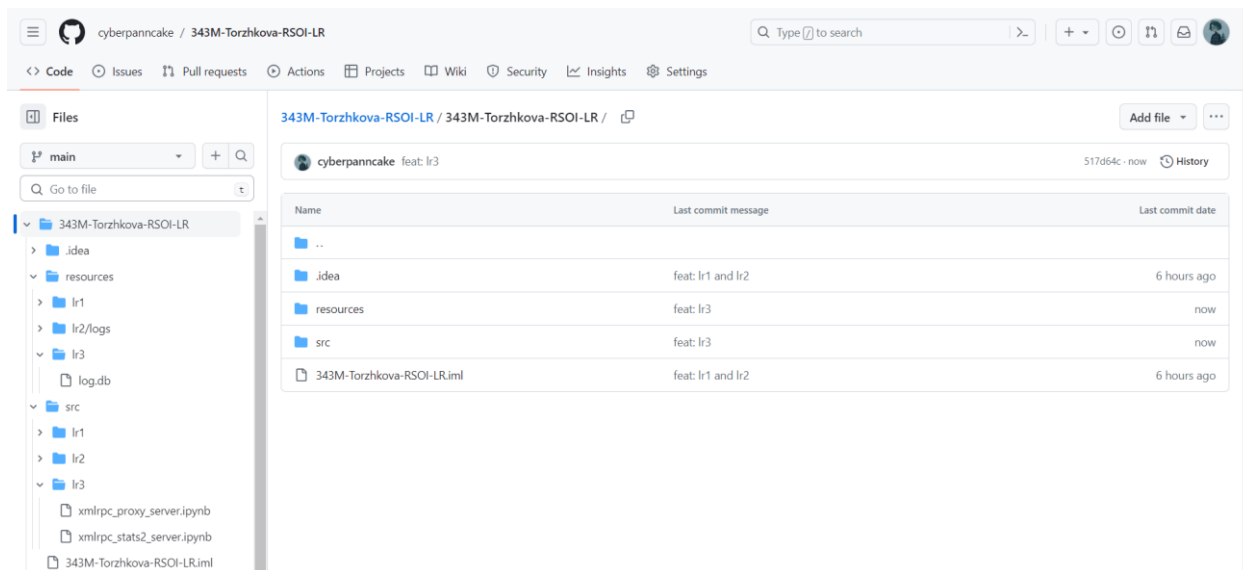 cyberpanncake / 343M-Torzhkova-RSOI-LR
Type / to search
Code Issues Pull requests Actions Projects Wiki Security Insights Settings
Files
main
Go to file t
343M-Torzhkova-RSOI-LR
.idea
resources
lr1
lr2/logs
lr3
log.db
src
lr1
lr2
lr3
xmlrpc_proxy_server.ipynb
xmlrpc_stats2_server.ipynb
343M-Torzhkova-RSOI-LR.iml
343M-Torzhkova-RSOI-LR / 343M-Torzhkova-RSOI-LR /
Add file
cyberpanncake feat: lr3 517d64c · now History
Name Last commit message Last commit date
..
.idea feat: lr1 and lr2 6 hours ago
resources feat: lr3 now
src feat: lr3 now
343M-Torzhkova-RSOI-LR.iml feat: lr1 and lr2 6 hours ago